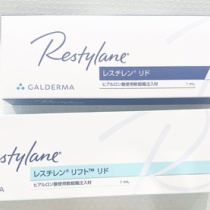 Restylane®
GALDERMA
レスチレン® リド
ヒアルロン酸使用軟組織注入材
1 mL
レスチレン® リフト™ リド
ヒアルロン酸使用軟組織注入材
1 mL